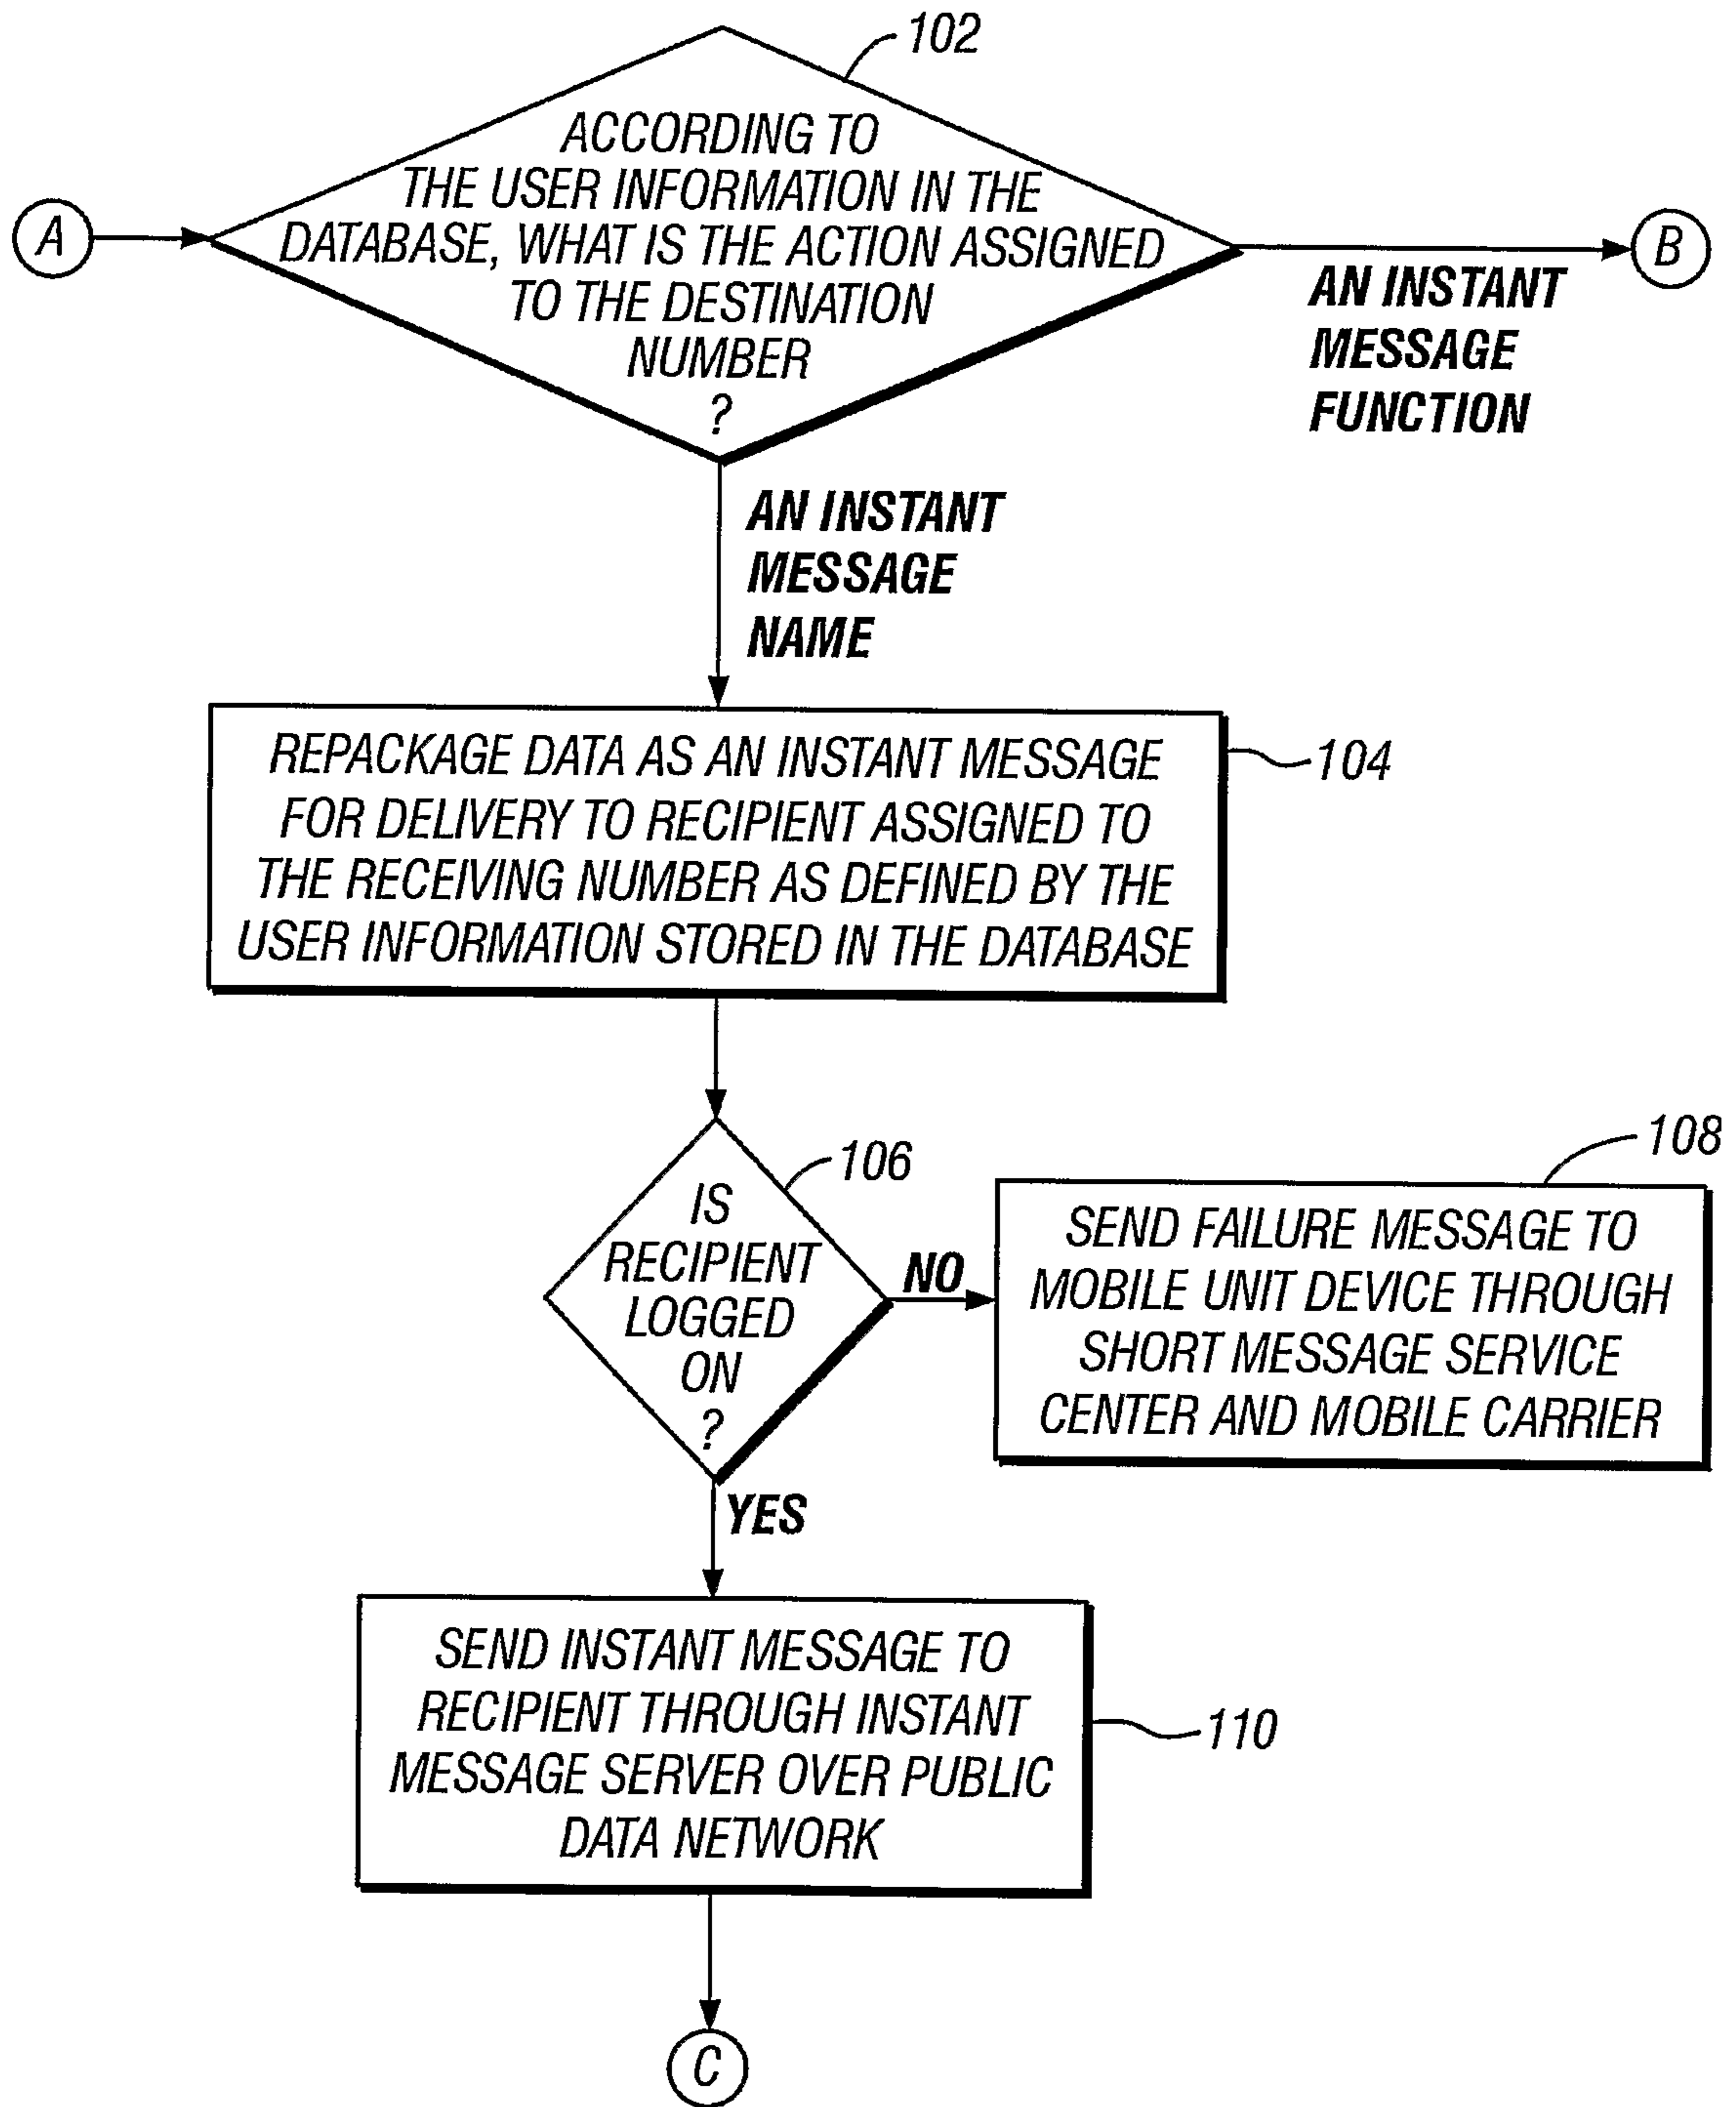 102
ACCORDING TO
THE USER INFORMATION IN THE
DATABASE, WHAT IS THE ACTION ASSIGNED
TO THE DESTINATION
NUMBER
?
A
B
AN INSTANT
MESSAGE
FUNCTION
AN INSTANT
MESSAGE
NAME
REPACKAGE DATA AS AN INSTANT MESSAGE
FOR DELIVERY TO RECIPIENT ASSIGNED TO
THE RECEIVING NUMBER AS DEFINED BY THE
USER INFORMATION STORED IN THE DATABASE
104
106
IS
RECIPIENT
LOGGED
ON
?
NO
108
SEND FAILURE MESSAGE TO
MOBILE UNIT DEVICE THROUGH
SHORT MESSAGE SERVICE
CENTER AND MOBILE CARRIER
YES
SEND INSTANT MESSAGE TO
RECIPIENT THROUGH INSTANT
MESSAGE SERVER OVER PUBLIC
DATA NETWORK
110
C